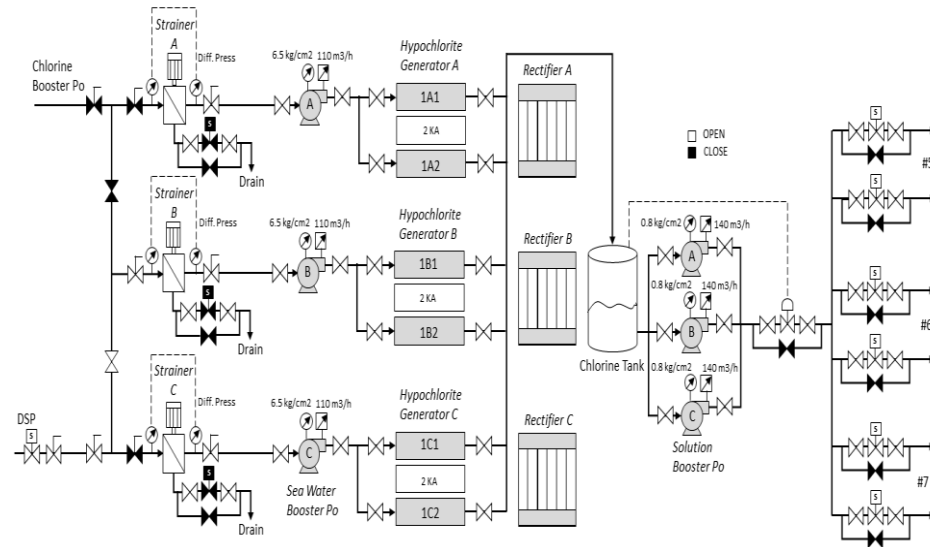 Strainer
A
Diff. Press
Chlorine
Booster Po
S
Drain
6.5 kg/cm2
110 m3/h
A
Hypochlorite
Generator A
1A1
2 KA
1A2
Rectifier A
Strainer
B
Diff. Press
S
Drain
6.5 kg/cm2
110 m3/h
B
Hypochlorite
Generator B
1B1
2 KA
1B2
Rectifier B
Strainer
C
Diff. Press
DSP
S
S
Drain
6.5 kg/cm2
110 m3/h
C
Sea Water
Booster Po
Hypochlorite
Generator C
1C1
2 KA
1C2
Rectifier C
Chlorine Tank
0.8 kg/cm2
140 m3/h
A
0.8 kg/cm2
140 m3/h
B
0.8 kg/cm2
140 m3/h
C
Solution
Booster Po
OPEN
CLOSE
S
S
S
#6
S
S
#7
S